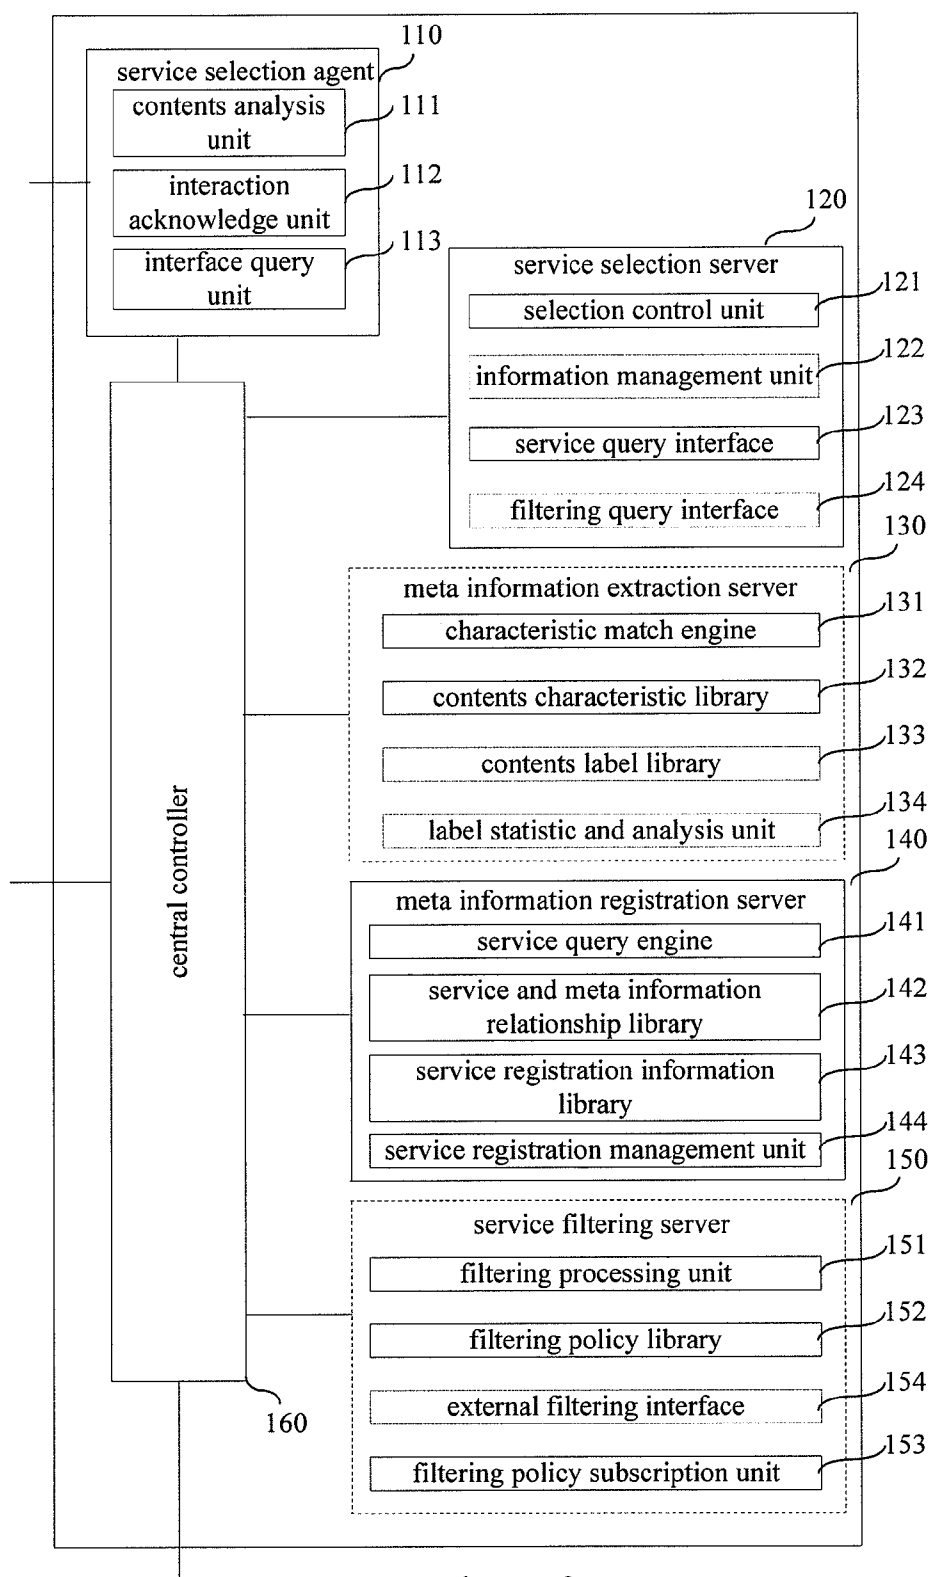 110
service selection agent
contents analysis
unit
111
interaction
acknowledge unit
112
interface query
unit
113
120
service selection server
selection control unit
121
information management unit
122
service query interface
123
filtering query interface
124
130
meta information extraction server
characteristic match engine
131
contents characteristic library
132
contents label library
133
label statistic and analysis unit
134
central controller
140
meta information registration server
service query engine
141
service and meta information
relationship library
142
service registration information
library
143
service registration management unit
144
150
service filtering server
filtering processing unit
151
filtering policy library
152
external filtering interface
154
filtering policy subscription unit
153
160